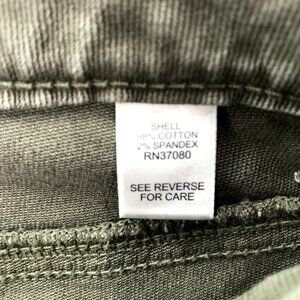 SHELL
98% COTTON
2% SPANDEX
RN37080
SEE REVERSE
FOR CARE